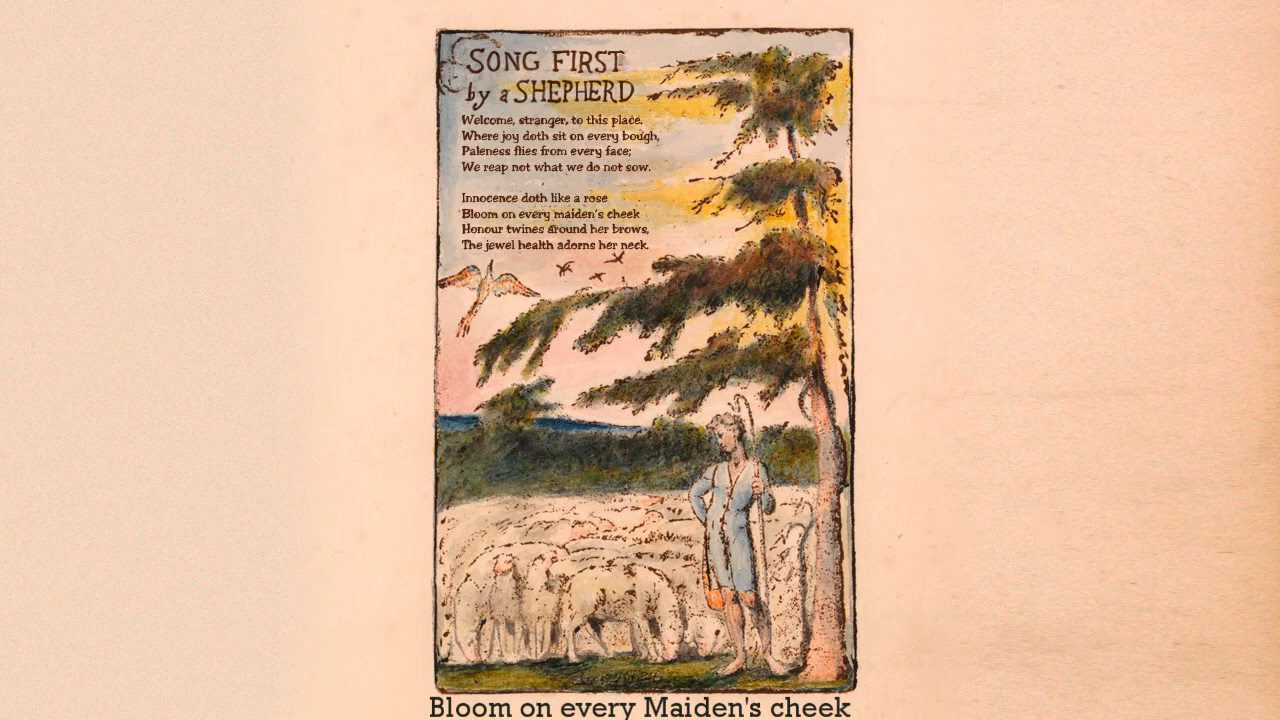 SONG FIRST
by a SHEPHERD
Welcome, stranger, to this place.
Where joy doth sit on every bough,
Paleness flies from every face;
We reap not what we do not sow.
Innocence doth like a rose
Bloom on every maiden's cheek
Honour twines around her brows,
The jewel health adorns her neck.
Bloom on every Maiden's cheek